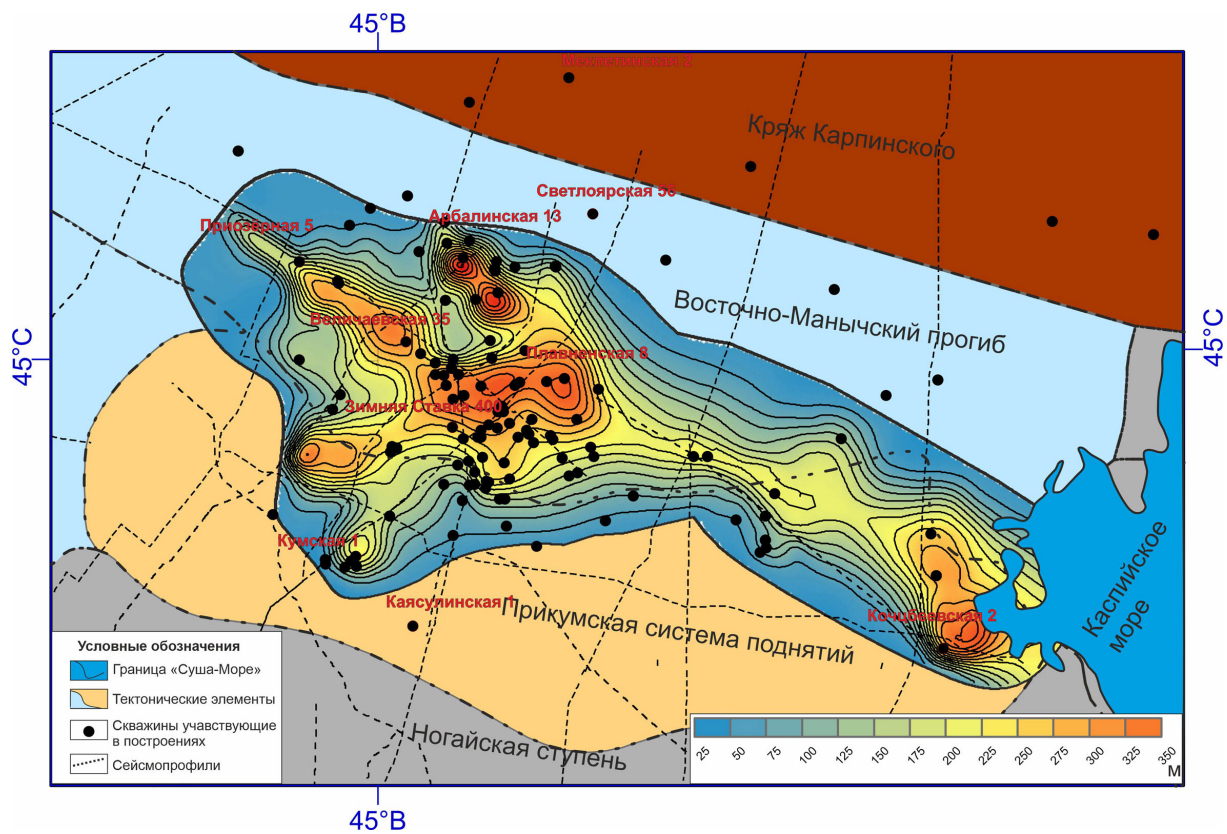 45°В
Мекletинская 2
Кряж Карпинского
Светлоярская 50
Приозёрная 5
Арбалинская 13
Восточно-Манычский прогиб
Величаевская 35
45°С
45°С
Плавненская 8
Зимняя Ставка 400
Кумская 1
Каспийское
море
Каясулинская 1
Кочубеевская 2
Прикумская система поднятий
Ногайская ступень
Условные обозначения
Граница «Суша-Море»
Тектонические элементы
Скважины учавствующие
в построениях
Сейсмопрофили
25 50 75 100 125 150 175 200 225 250 275 300 325 350
М
45°В